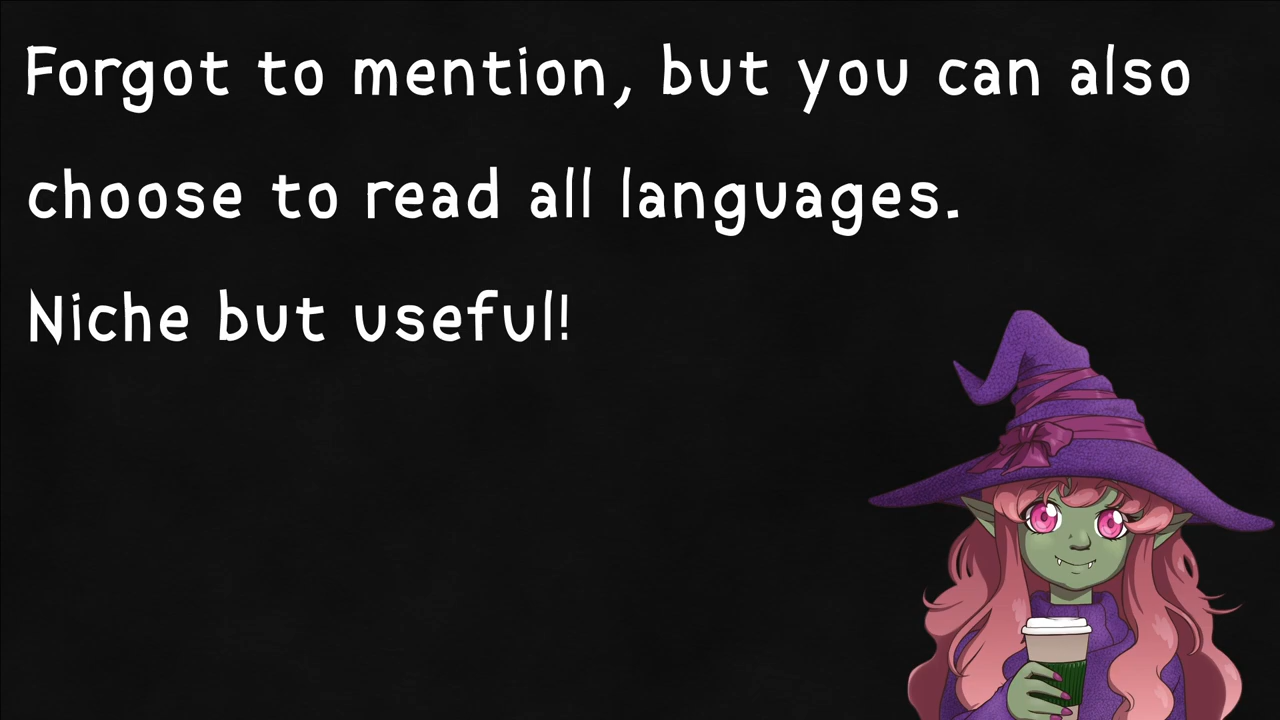 Forgot to mention, but you can also
choose to read all languages.
Niche but useful!